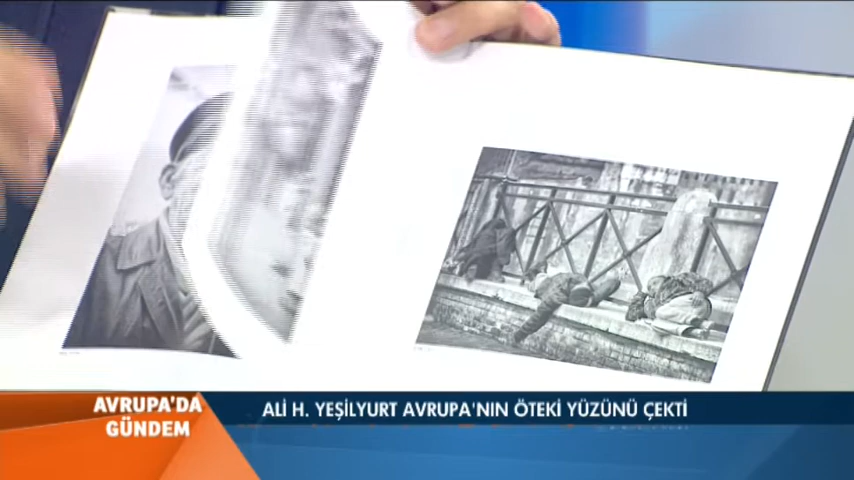 AVRUPA'DA
GÜNDEM
ALİ H. YEŞİLYURT AVRUPA'NIN ÖTEKİ YÜZÜNÜ ÇEKTİ